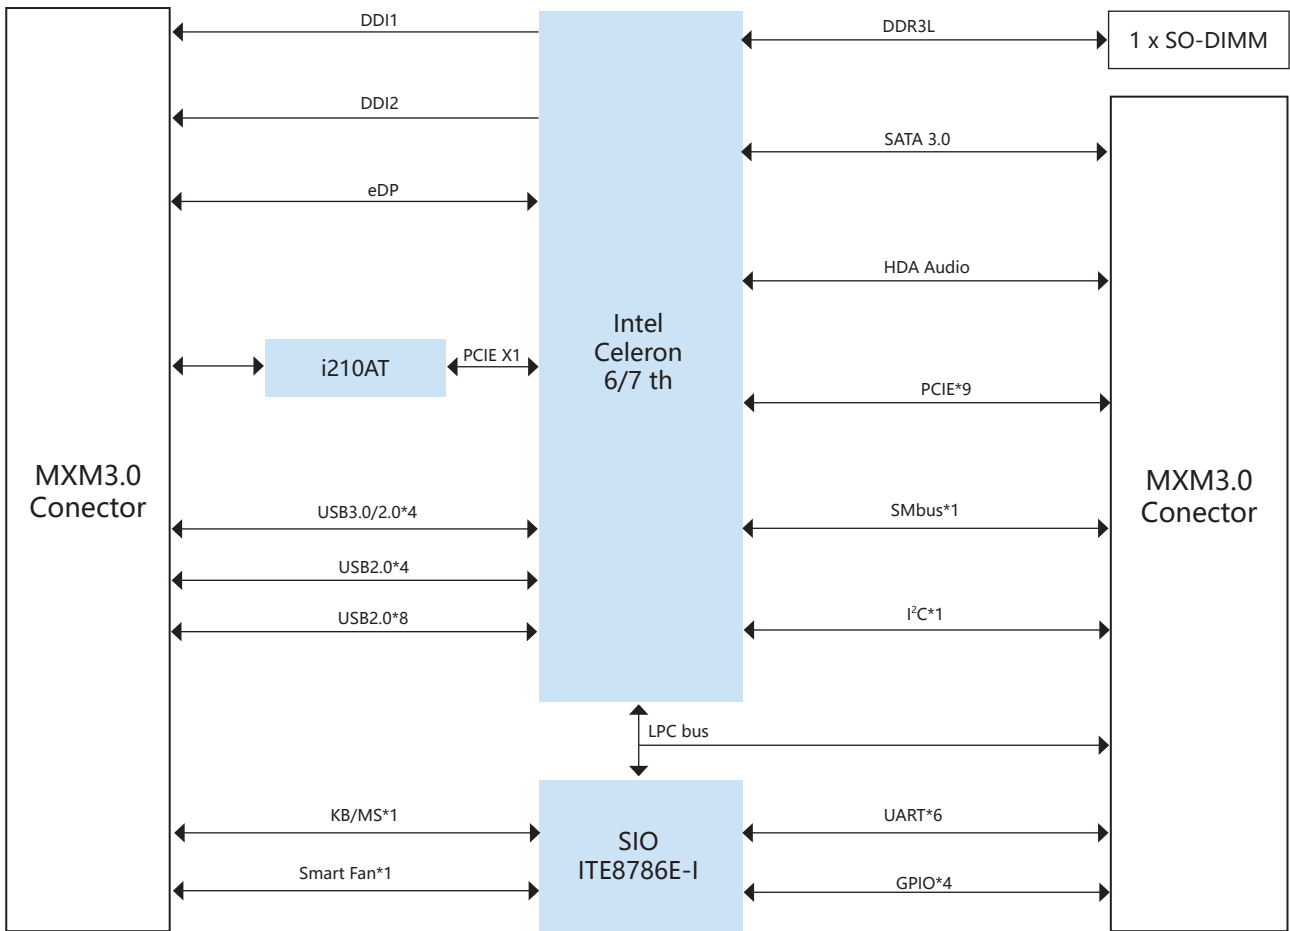 DDI1
DDR3L
1 x SO-DIMM
DDI2
SATA 3.0
eDP
HDA Audio
Intel
Celeron
6/7 th
i210AT
PCIE X1
PCIE*9
MXM3.0
Conector
MXM3.0
Conector
USB3.0/2.0*4
SMbus*1
USB2.0*4
USB2.0*8
I²C*1
LPC bus
KB/MS*1
UART*6
SIO
ITE8786E-I
Smart Fan*1
GPIO*4